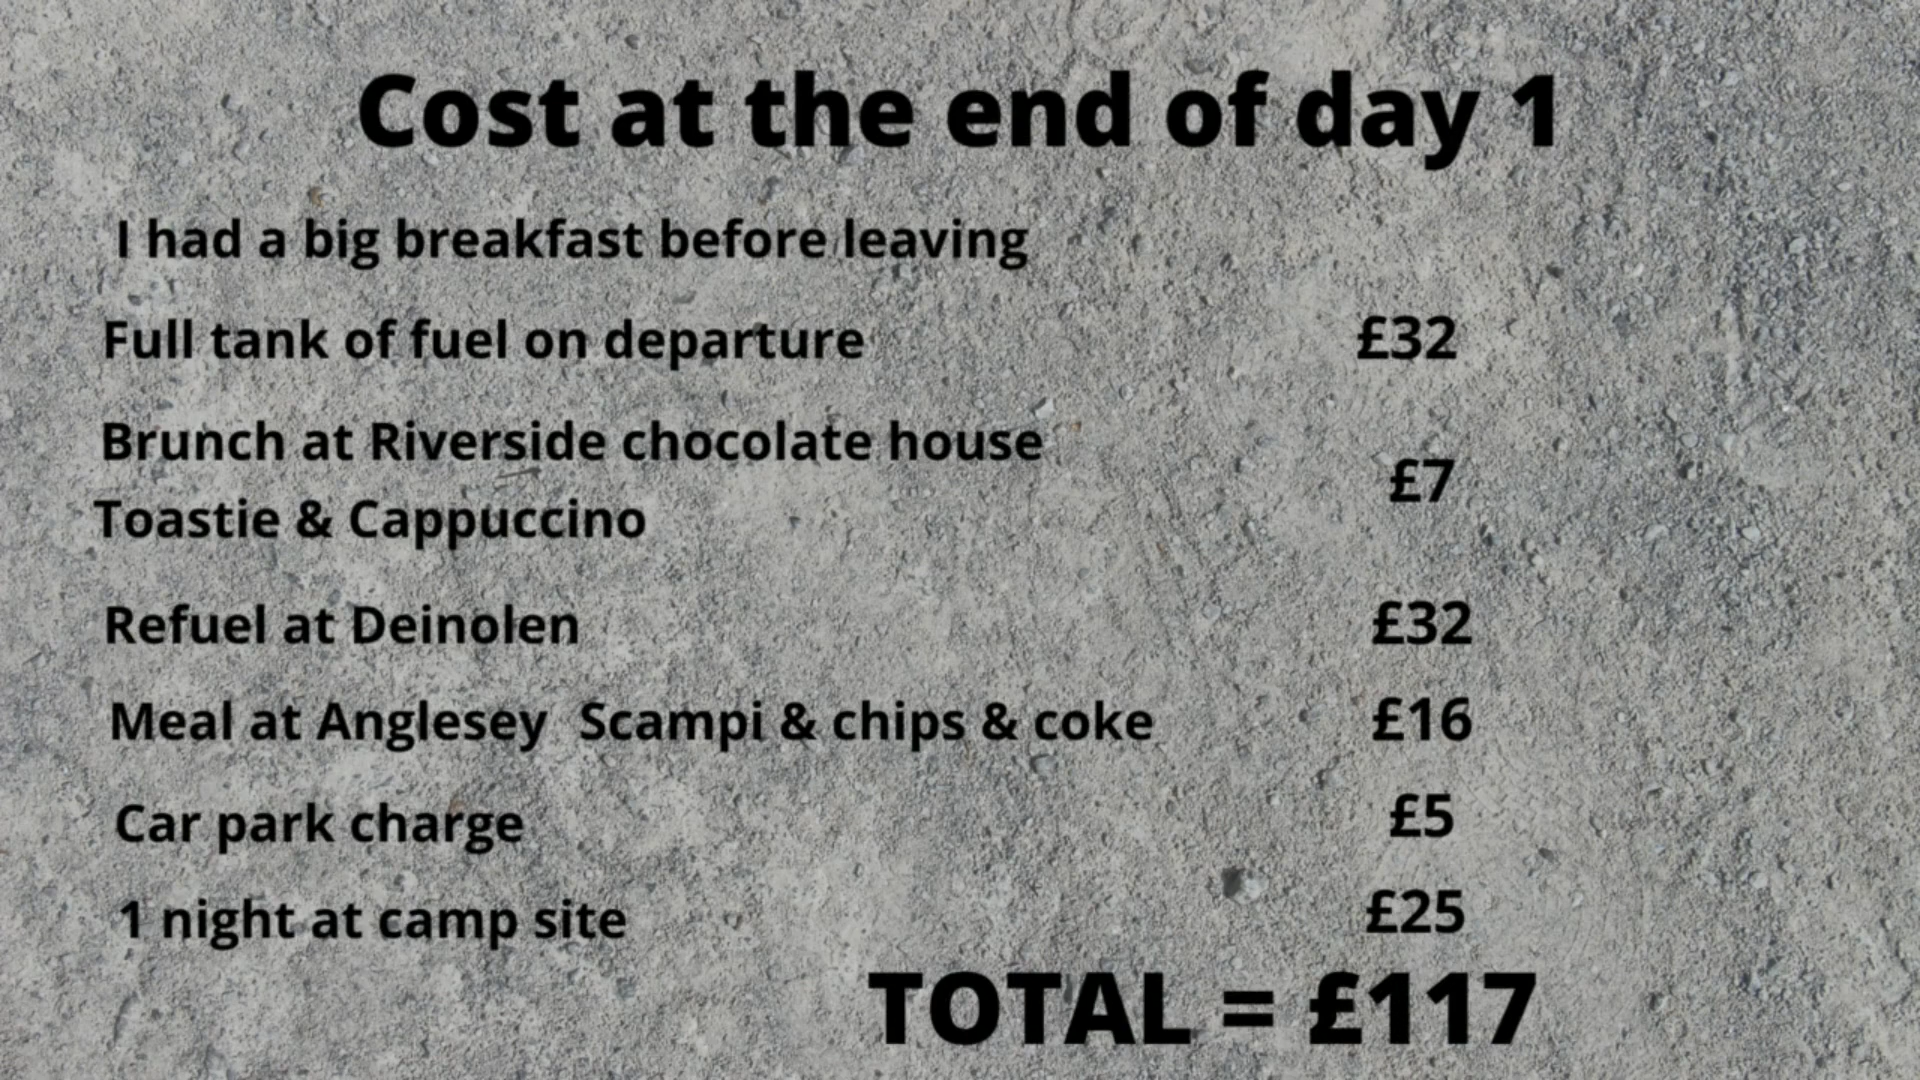 Cost at the end of day 1
I had a big breakfast before leaving
Full tank of fuel on departure £32
Brunch at Riverside chocolate house
£7
Toastie & Cappuccino
Refuel at Deinolen £32
Meal at Anglesey Scampi & chips & coke £16
Car park charge £5
1 night at camp site £25
TOTAL = £117